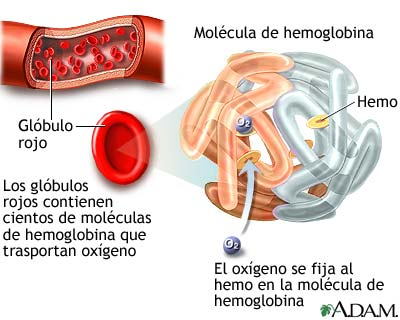 Molécula de hemoglobina
Hemo
Glóbulo
rojo
O2
Los glóbulos
rojos contienen
cientos de moléculas
de hemoglobina que
trasportan oxígeno
O2
El oxígeno se fija al
hemo en la molécula de
hemoglobina
ADAM.